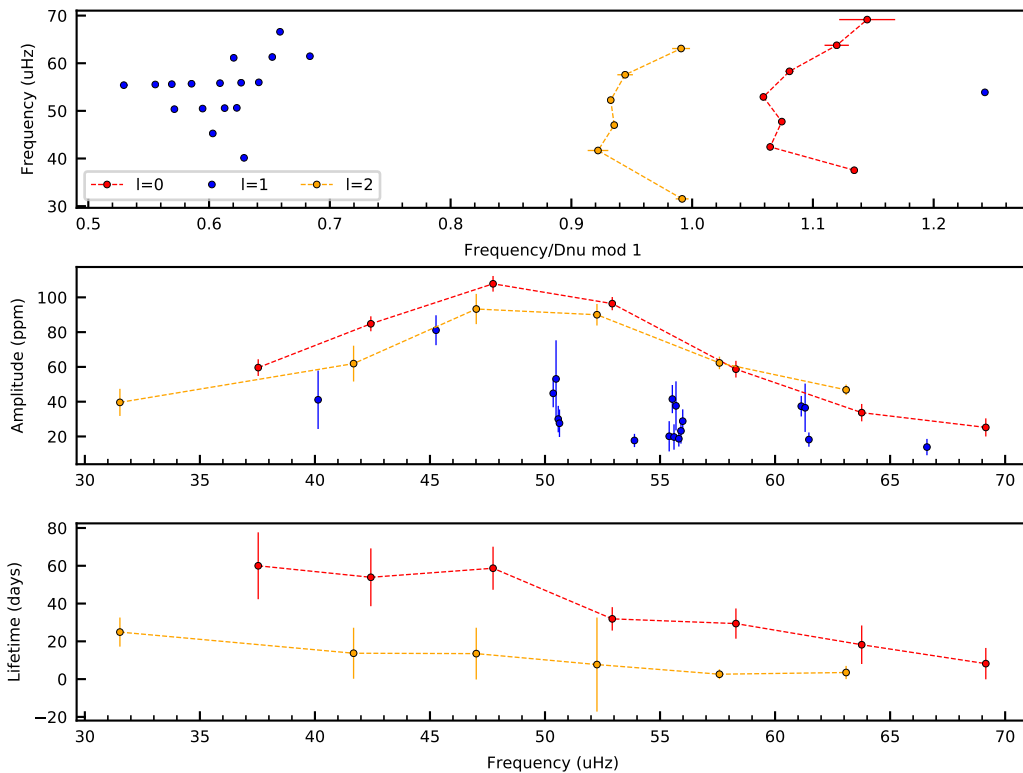 70
60
50
40
30
Frequency (uHz)
l=0 l=1 l=2
0.5 0.6 0.7 0.8 0.9 1.0 1.1 1.2
Frequency/Dnu mod 1
100
80
60
40
20
Amplitude (ppm)
30 35 40 45 50 55 60 65 70
80
60
40
20
0
−20
Lifetime (days)
30 35 40 45 50 55 60 65 70
Frequency (uHz)